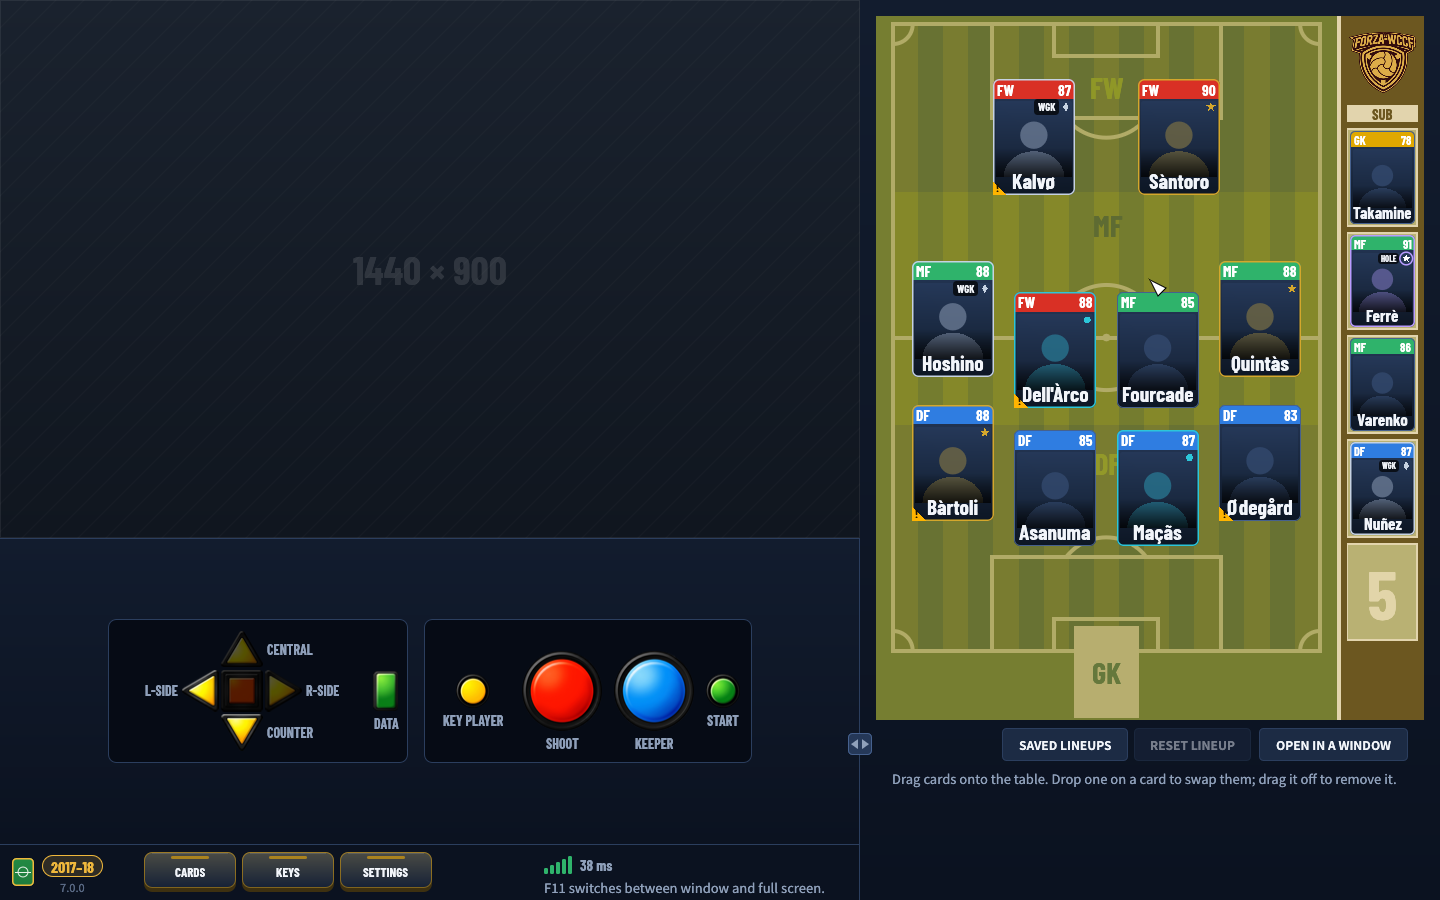 1440 × 900
CENTRAL
L-SIDE
R-SIDE
COUNTER
DATA
KEY PLAYER
SHOOT
KEEPER
START
2017-18
7.0.0
CARDS
KEYS
SETTINGS
38 ms
F11 switches between window and full screen.
FW
FW 87
WGK
Kalvø
FW 90
Sàntoro
MF
MF 88
WGK
Hoshino
FW 88
Dell'Àrco
MF 85
Fourcade
MF 88
Quintàs
DF
DF 88
Bàrtoli
DF 85
Asanuma
DF 87
Maçãs
DF 83
Ødegård
GK
FORZA-WCCF
SUB
GK 78
Takamine
MF 91
HOLE
Ferrè
MF 86
Varenko
DF 87
WGK
Nuñez
5
SAVED LINEUPS
RESET LINEUP
OPEN IN A WINDOW
Drag cards onto the table. Drop one on a card to swap them; drag it off to remove it.